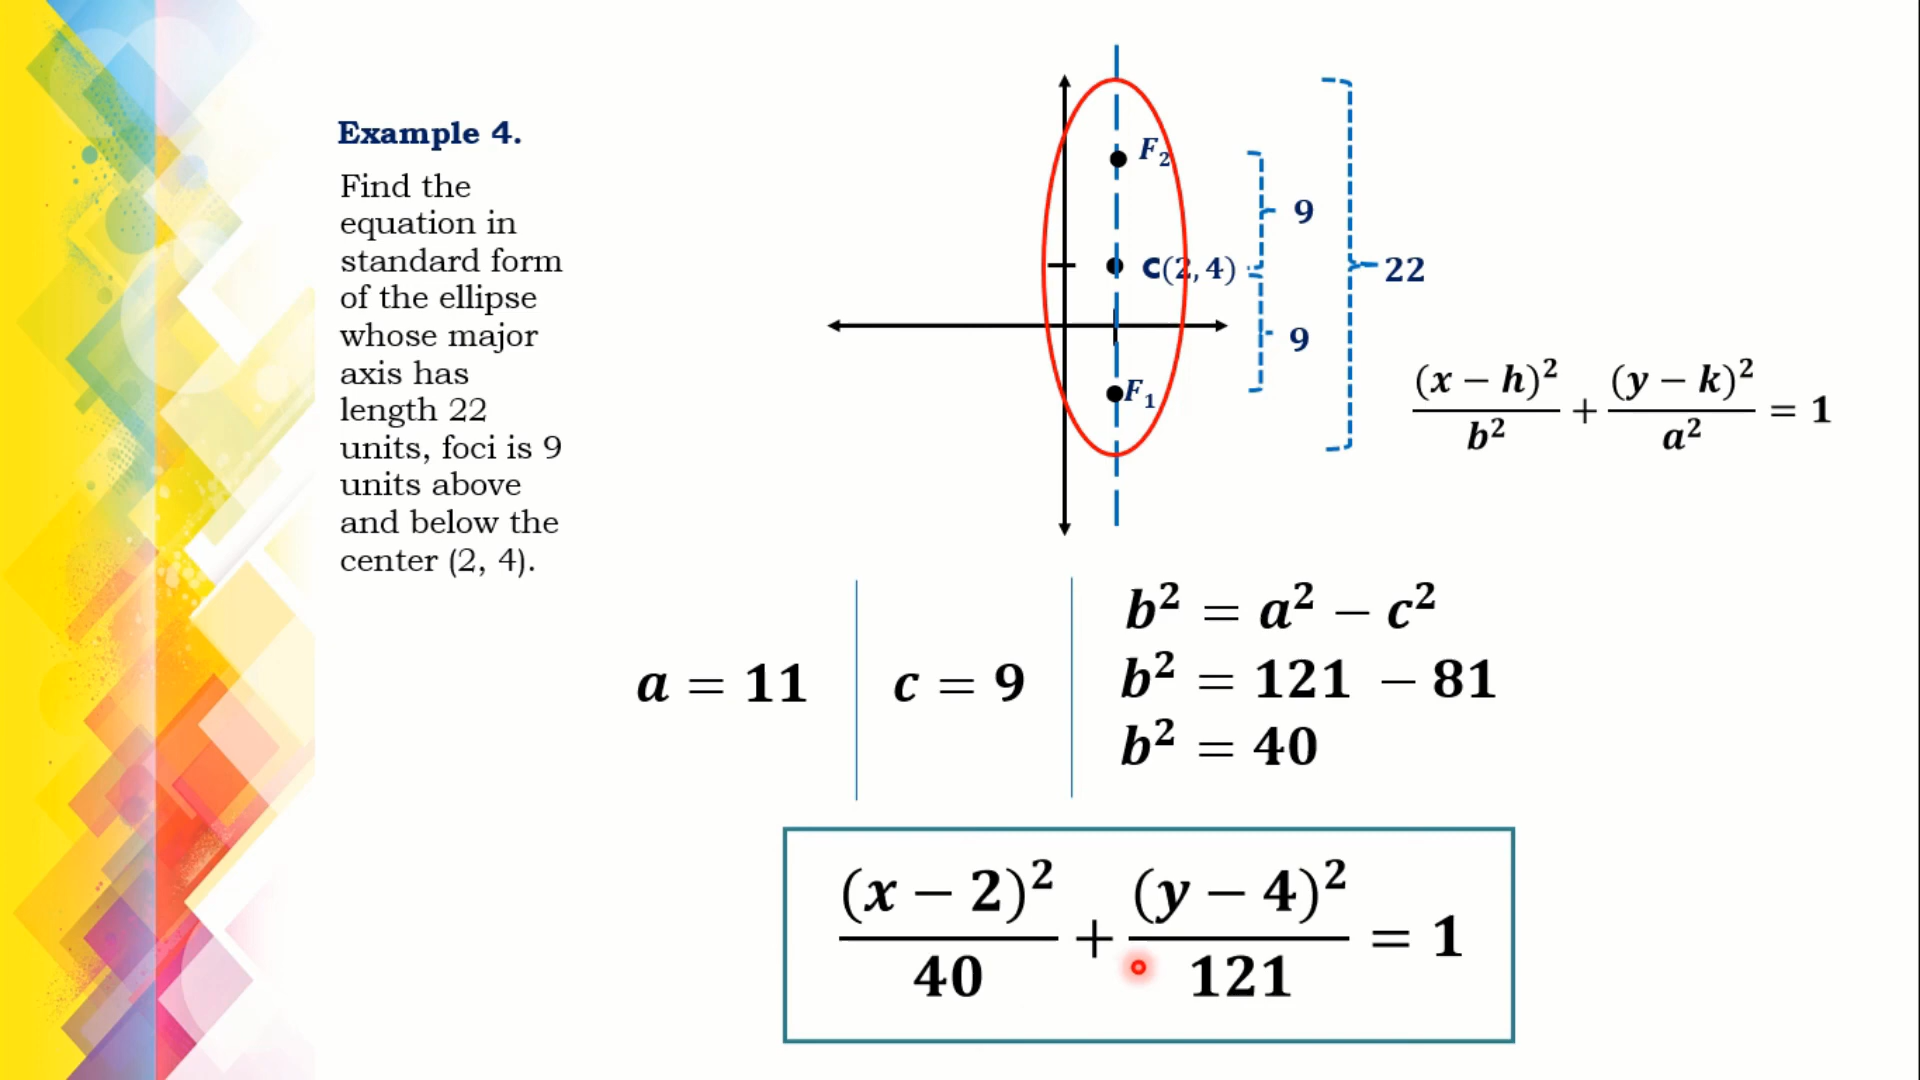 Example 4.
Find the
equation in
standard form
of the ellipse
whose major
axis has
length 22
units, foci is 9
units above
and below the
center (2, 4).
F₂
9
C(2, 4)
22
9
F₁
(x − h)²/b² + (y − k)²/a² = 1
a = 11
c = 9
b² = a² − c²
b² = 121 − 81
b² = 40
(x − 2)²/40 + (y − 4)²/121 = 1